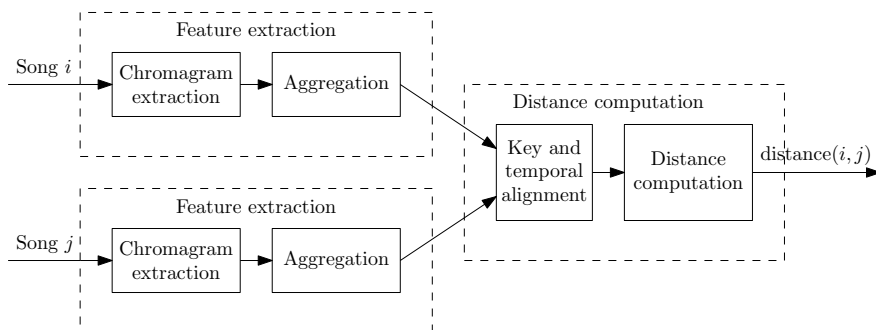 Feature extraction
Song i
Chromagram
extraction
Aggregation
Distance computation
Key and
temporal
alignment
Distance
computation
distance(i, j)
Feature extraction
Song j
Chromagram
extraction
Aggregation